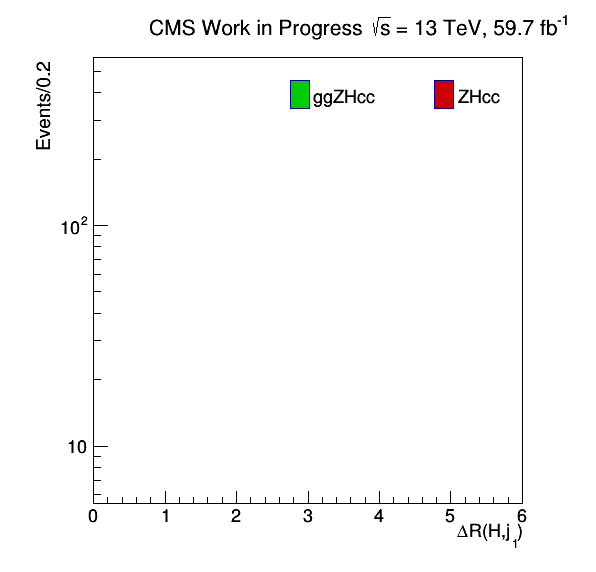 CMS Work in Progress √s = 13 TeV, 59.7 fb⁻¹
Events/0.2
ggZHcc
ZHcc
10²
10
0 1 2 3 4 5 6
ΔR(H,j₁)